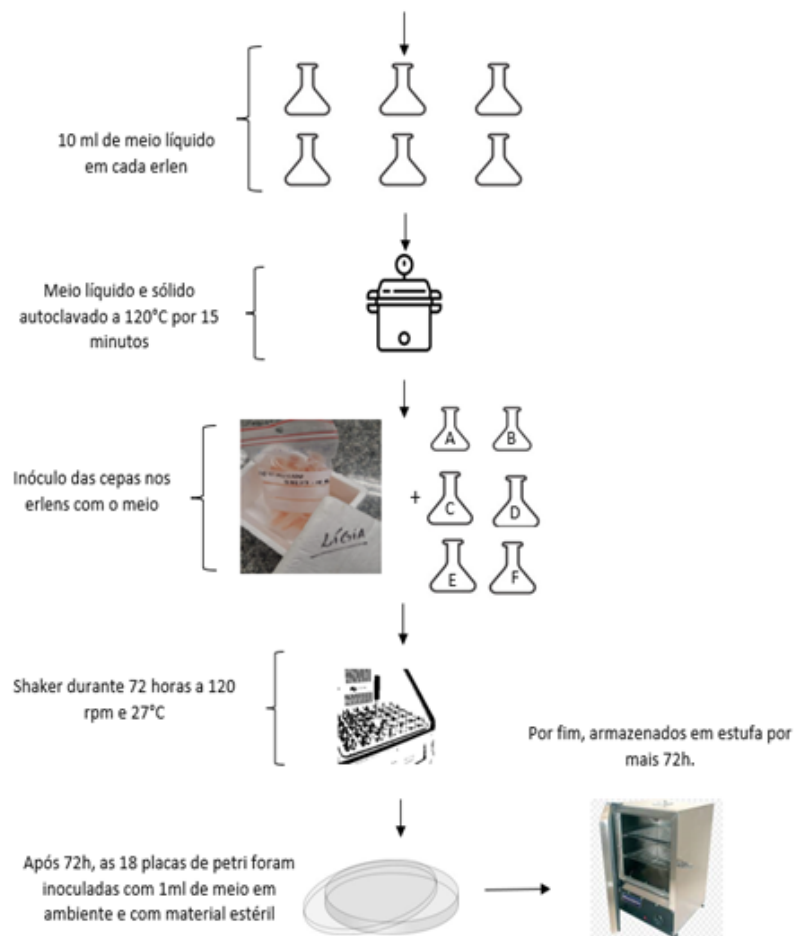 10 ml de meio líquido
em cada erlen
Meio líquido e sólido
autoclavado a 120°C por 15
minutos
Inóculo das cepas nos
erlens com o meio
LÍGIA
+
A
B
C
D
E
F
Shaker durante 72 horas a 120
rpm e 27°C
Por fim, armazenados em estufa por
mais 72h.
Após 72h, as 18 placas de petri foram
inoculadas com 1ml de meio em
ambiente e com material estéril